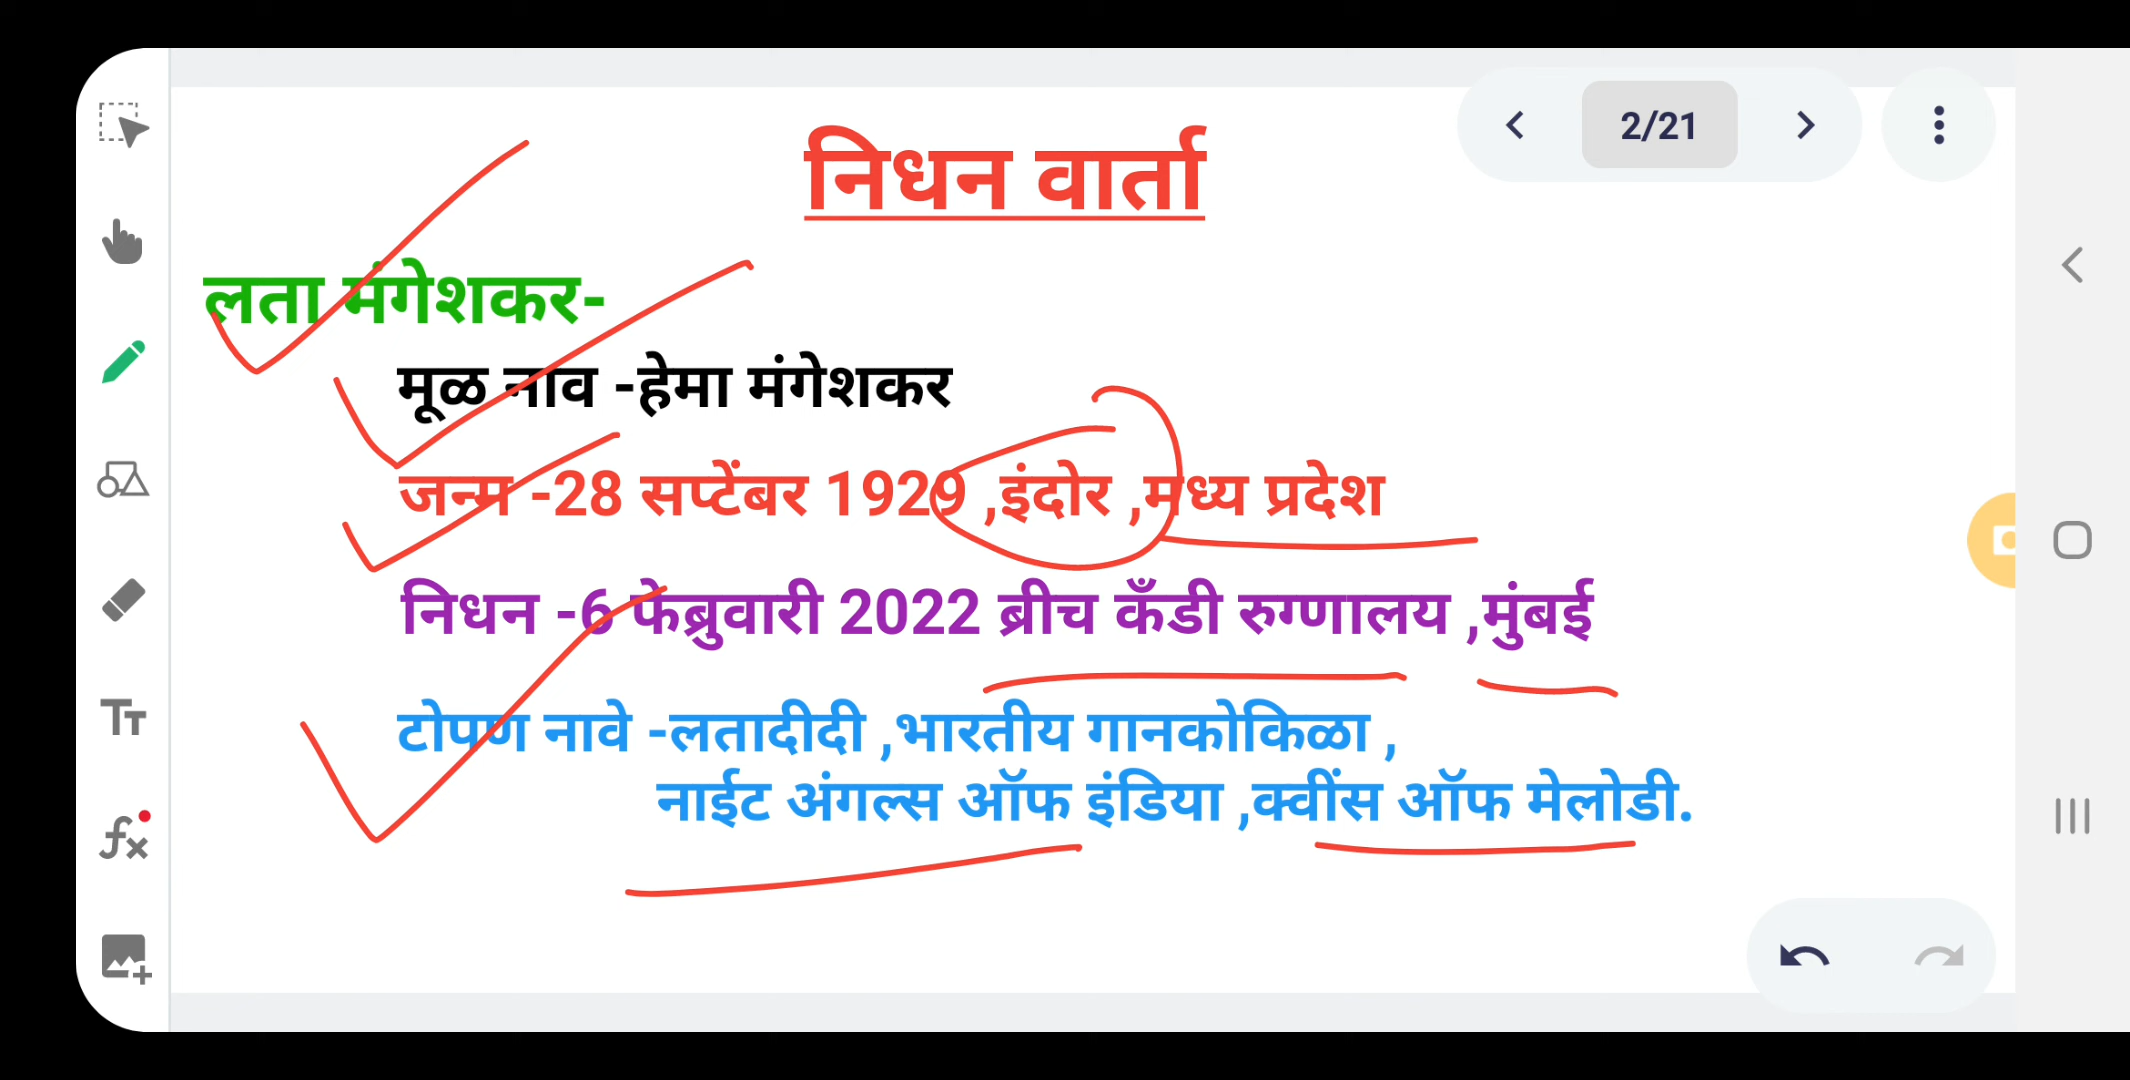 2/21
निधन वार्ता
लता मंगेशकर-
मूळ नाव -हेमा मंगेशकर
जन्म -28 सप्टेंबर 1929 ,इंदोर ,मध्य प्रदेश
निधन -6 फेब्रुवारी 2022 ब्रीच कँडी रुग्णालय ,मुंबई
टोपण नावे -लतादीदी ,भारतीय गानकोकिळा ,
नाईट अंगल्स ऑफ इंडिया ,क्वींस ऑफ मेलोडी.